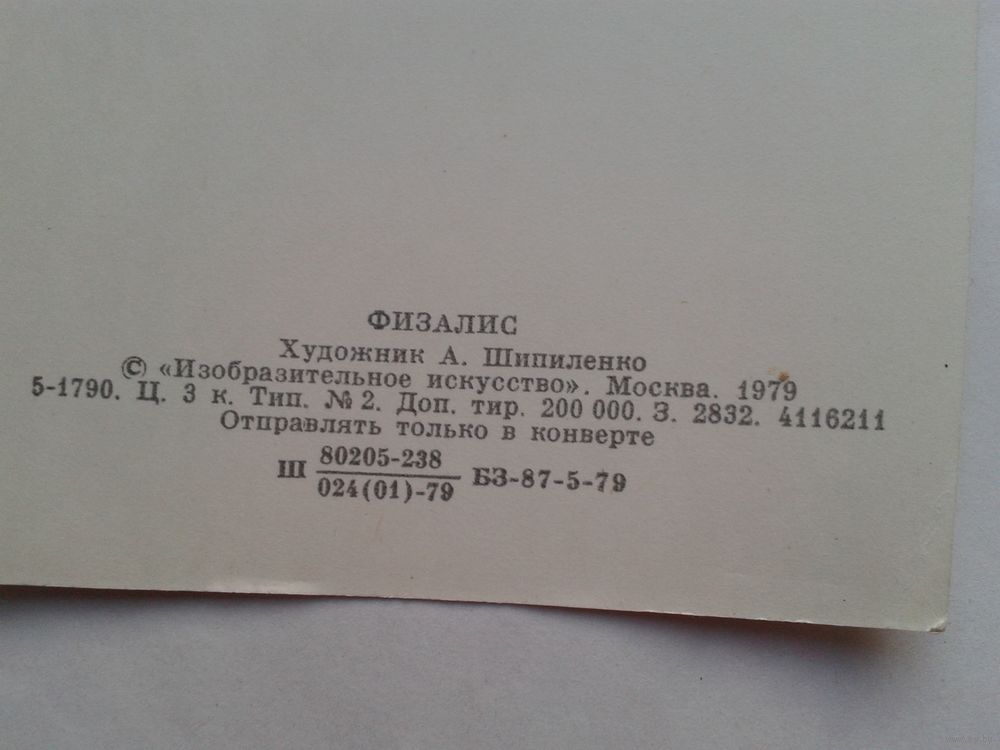 ФИЗАЛИС
Художник А. Шипиленко
© «Изобразительное искусство». Москва. 1979
5-1790. Ц. 3 к. Тип. № 2. Доп. тир. 200 000. З. 2832. 4116211
Отправлять только в конверте
Ш 80205-238 БЗ-87-5-79
024(01)-79